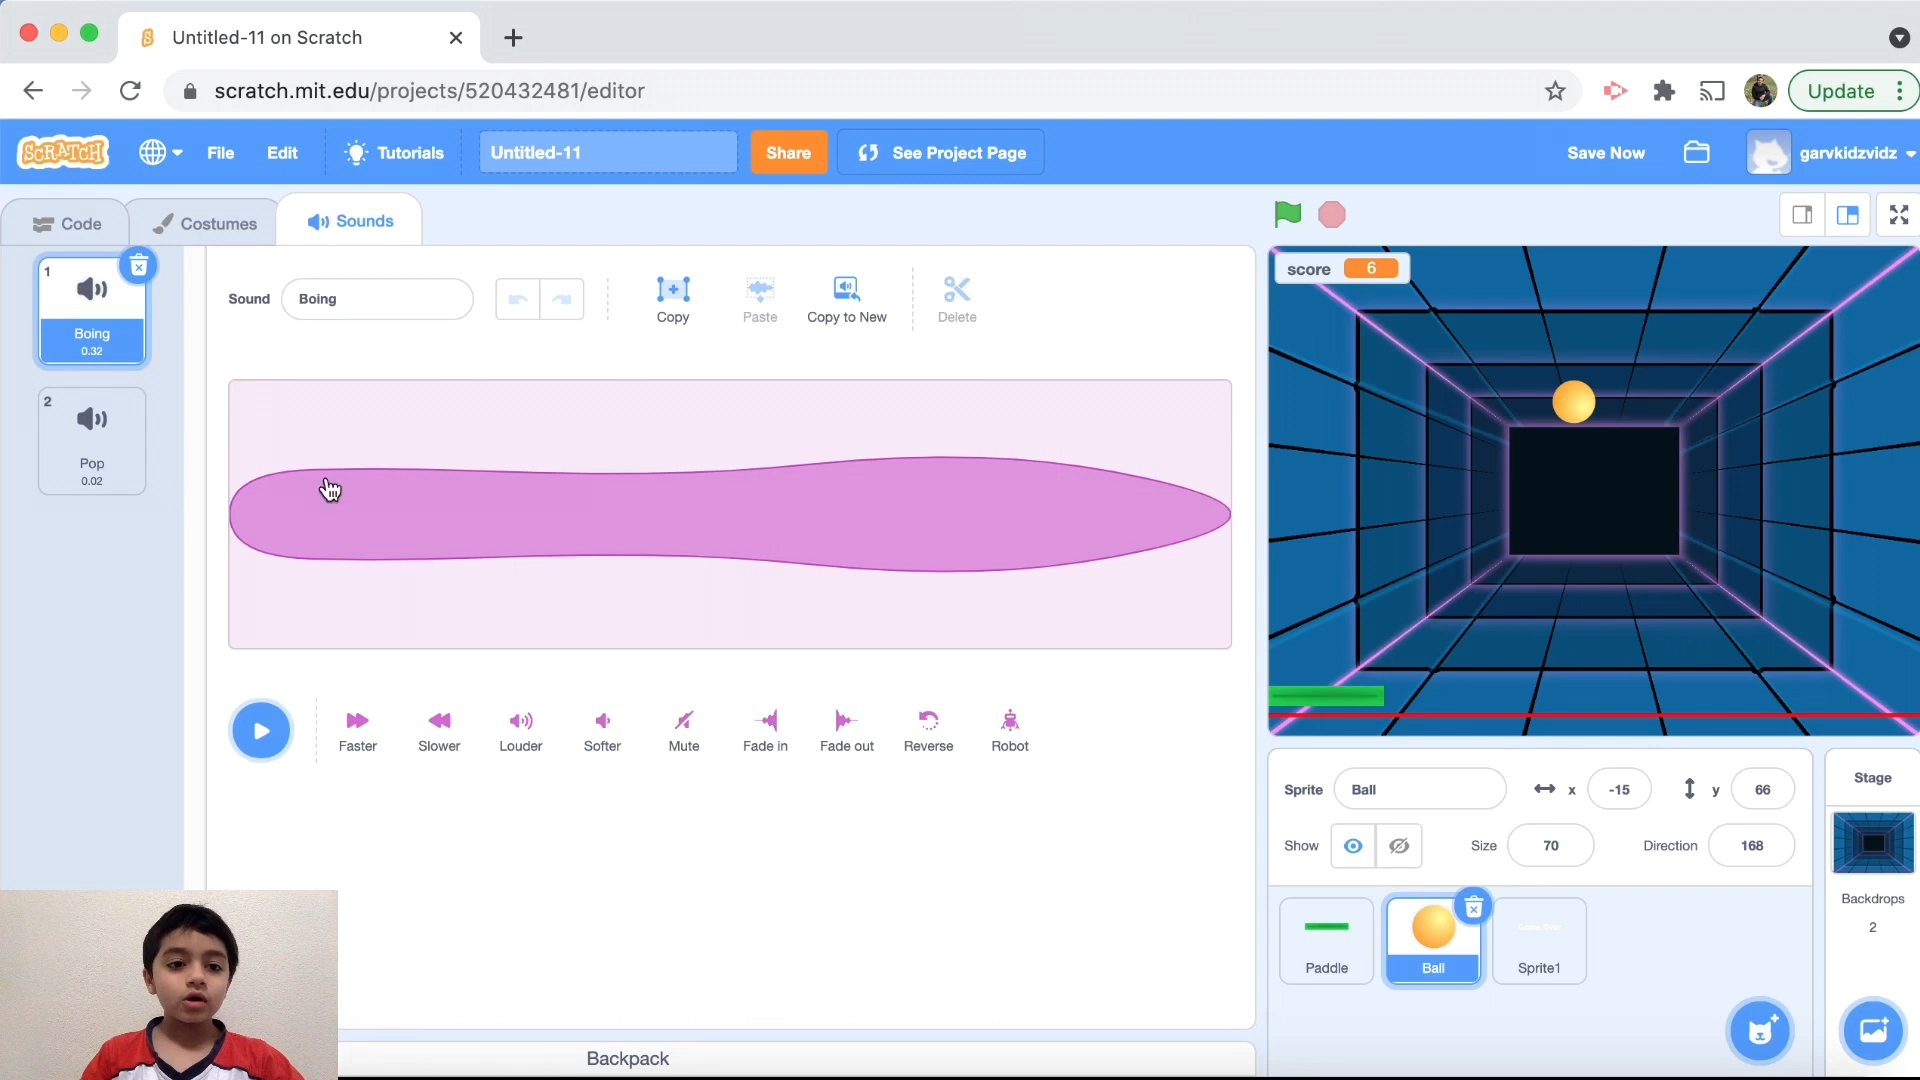 Untitled-11 on Scratch
scratch.mit.edu/projects/520432481/editor
Update
SCRATCH
File
Edit
Tutorials
Untitled-11
Share
See Project Page
Save Now
garvkidzvidz
Code
Costumes
Sounds
1
Boing
0.32
2
Pop
0.02
Sound
Boing
Copy
Paste
Copy to New
Delete
Faster
Slower
Louder
Softer
Mute
Fade in
Fade out
Reverse
Robot
Backpack
score 6
Sprite
Ball
x
-15
y
66
Show
Size
70
Direction
168
Paddle
Ball
Game Over
Sprite1
Stage
Backdrops
2